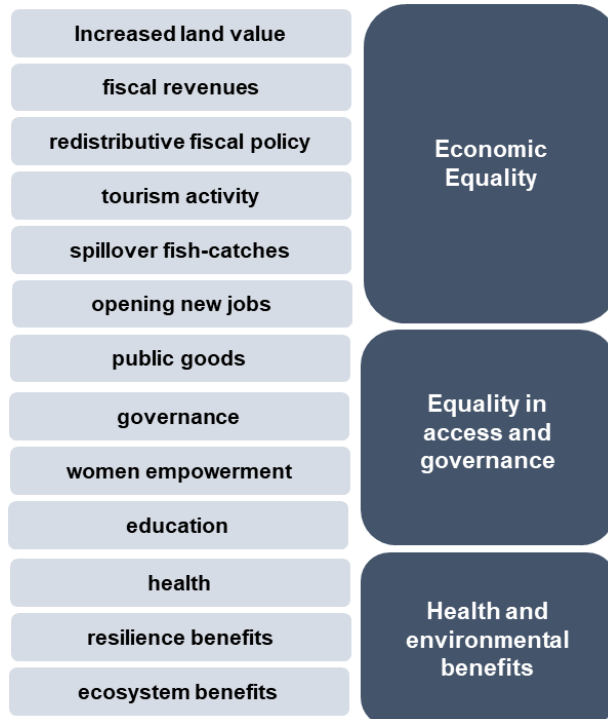 Increased land value
fiscal revenues
redistributive fiscal policy
tourism activity
spillover fish-catches
opening new jobs
public goods
governance
women empowerment
education
health
resilience benefits
ecosystem benefits
Economic
Equality
Equality in
access and
governance
Health and
environmental
benefits